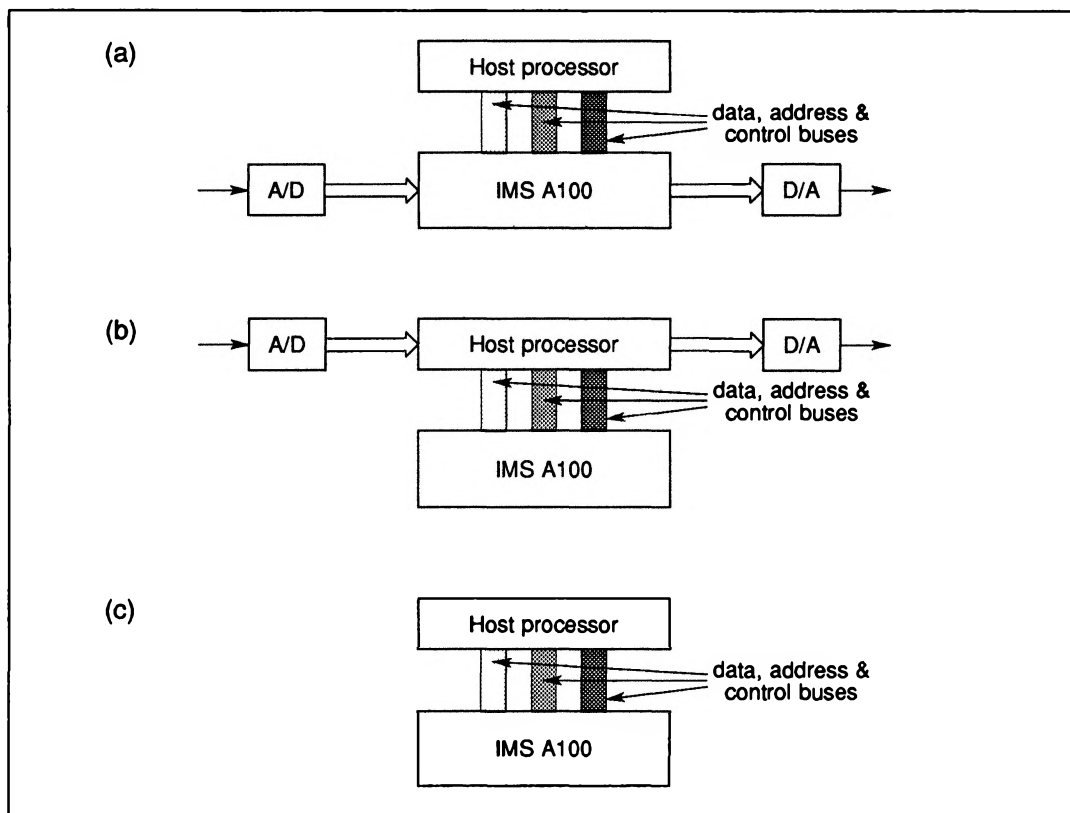 (a)
Host processor
data, address &
control buses
A/D
IMS A100
D/A
(b)
A/D
Host processor
D/A
data, address &
control buses
IMS A100
(c)
Host processor
data, address &
control buses
IMS A100